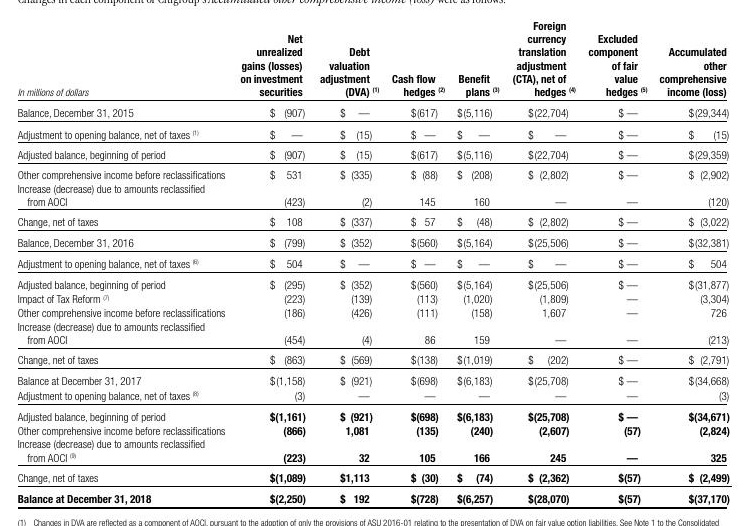 Changes in each component of Citigroup's Accumulated other comprehensive income (loss) were as follows:
In millions of dollars Net unrealized gains (losses) on investment securities Debt valuation adjustment (DVA) (1) Cash flow hedges (2) Benefit plans (3) Foreign currency translation adjustment (CTA), net of hedges (4) Excluded component of fair value hedges (5) Accumulated other comprehensive income (loss)
Balance, December 31, 2015 $ (907) $ — $(617) $(5,116) $(22,704) $ — $(29,344)
Adjustment to opening balance, net of taxes (1) $ — $ (15) $ — $ — $ — $ — $ (15)
Adjusted balance, beginning of period $ (907) $ (15) $(617) $(5,116) $(22,704) $ — $(29,359)
Other comprehensive income before reclassifications $ 531 $(335) $ (88) $ (208) $ (2,802) $ — $ (2,902)
Increase (decrease) due to amounts reclassified
from AOCI (423) (2) 145 160 — — (120)
Change, net of taxes $ 108 $ (337) $ 57 $ (48) $ (2,802) $ — $ (3,022)
Balance, December 31, 2016 $ (799) $ (352) $(560) $(5,164) $(25,506) $ — $(32,381)
Adjustment to opening balance, net of taxes (6) $ 504 $ — $ — $ — $ — $ — $ 504
Adjusted balance, beginning of period $ (295) $ (352) $(560) $(5,164) $(25,506) $ — $(31,877)
Impact of Tax Reform (7) (223) (139) (113) (1,020) (1,809) — (3,304)
Other comprehensive income before reclassifications (186) (426) (111) (158) 1,607 — 726
Increase (decrease) due to amounts reclassified
from AOCI (454) (4) 86 159 — — (213)
Change, net of taxes $ (863) $ (569) $(138) $(1,019) $ (202) $ — $ (2,791)
Balance at December 31, 2017 $(1,158) $ (921) $(698) $(6,183) $(25,708) $ — $(34,668)
Adjustment to opening balance, net of taxes (8) (3) — — — — — (3)
Adjusted balance, beginning of period $(1,161) $ (921) $(698) $(6,183) $(25,708) $ — $(34,671)
Other comprehensive income before reclassifications (866) 1,081 (135) (240) (2,607) (57) (2,824)
Increase (decrease) due to amounts reclassified
from AOCI (9) (223) 32 105 166 245 — 325
Change, net of taxes $(1,089) $1,113 $ (30) $ (74) $ (2,362) $(57) $ (2,499)
Balance at December 31, 2018 $(2,250) $ 192 $(728) $(6,257) $(28,070) $(57) $(37,170)
(1) Changes in DVA are reflected as a component of AOCI, pursuant to the adoption of only the provisions of ASU 2016-01 relating to the presentation of DVA on fair value option liabilities. See Note 1 to the Consolidated